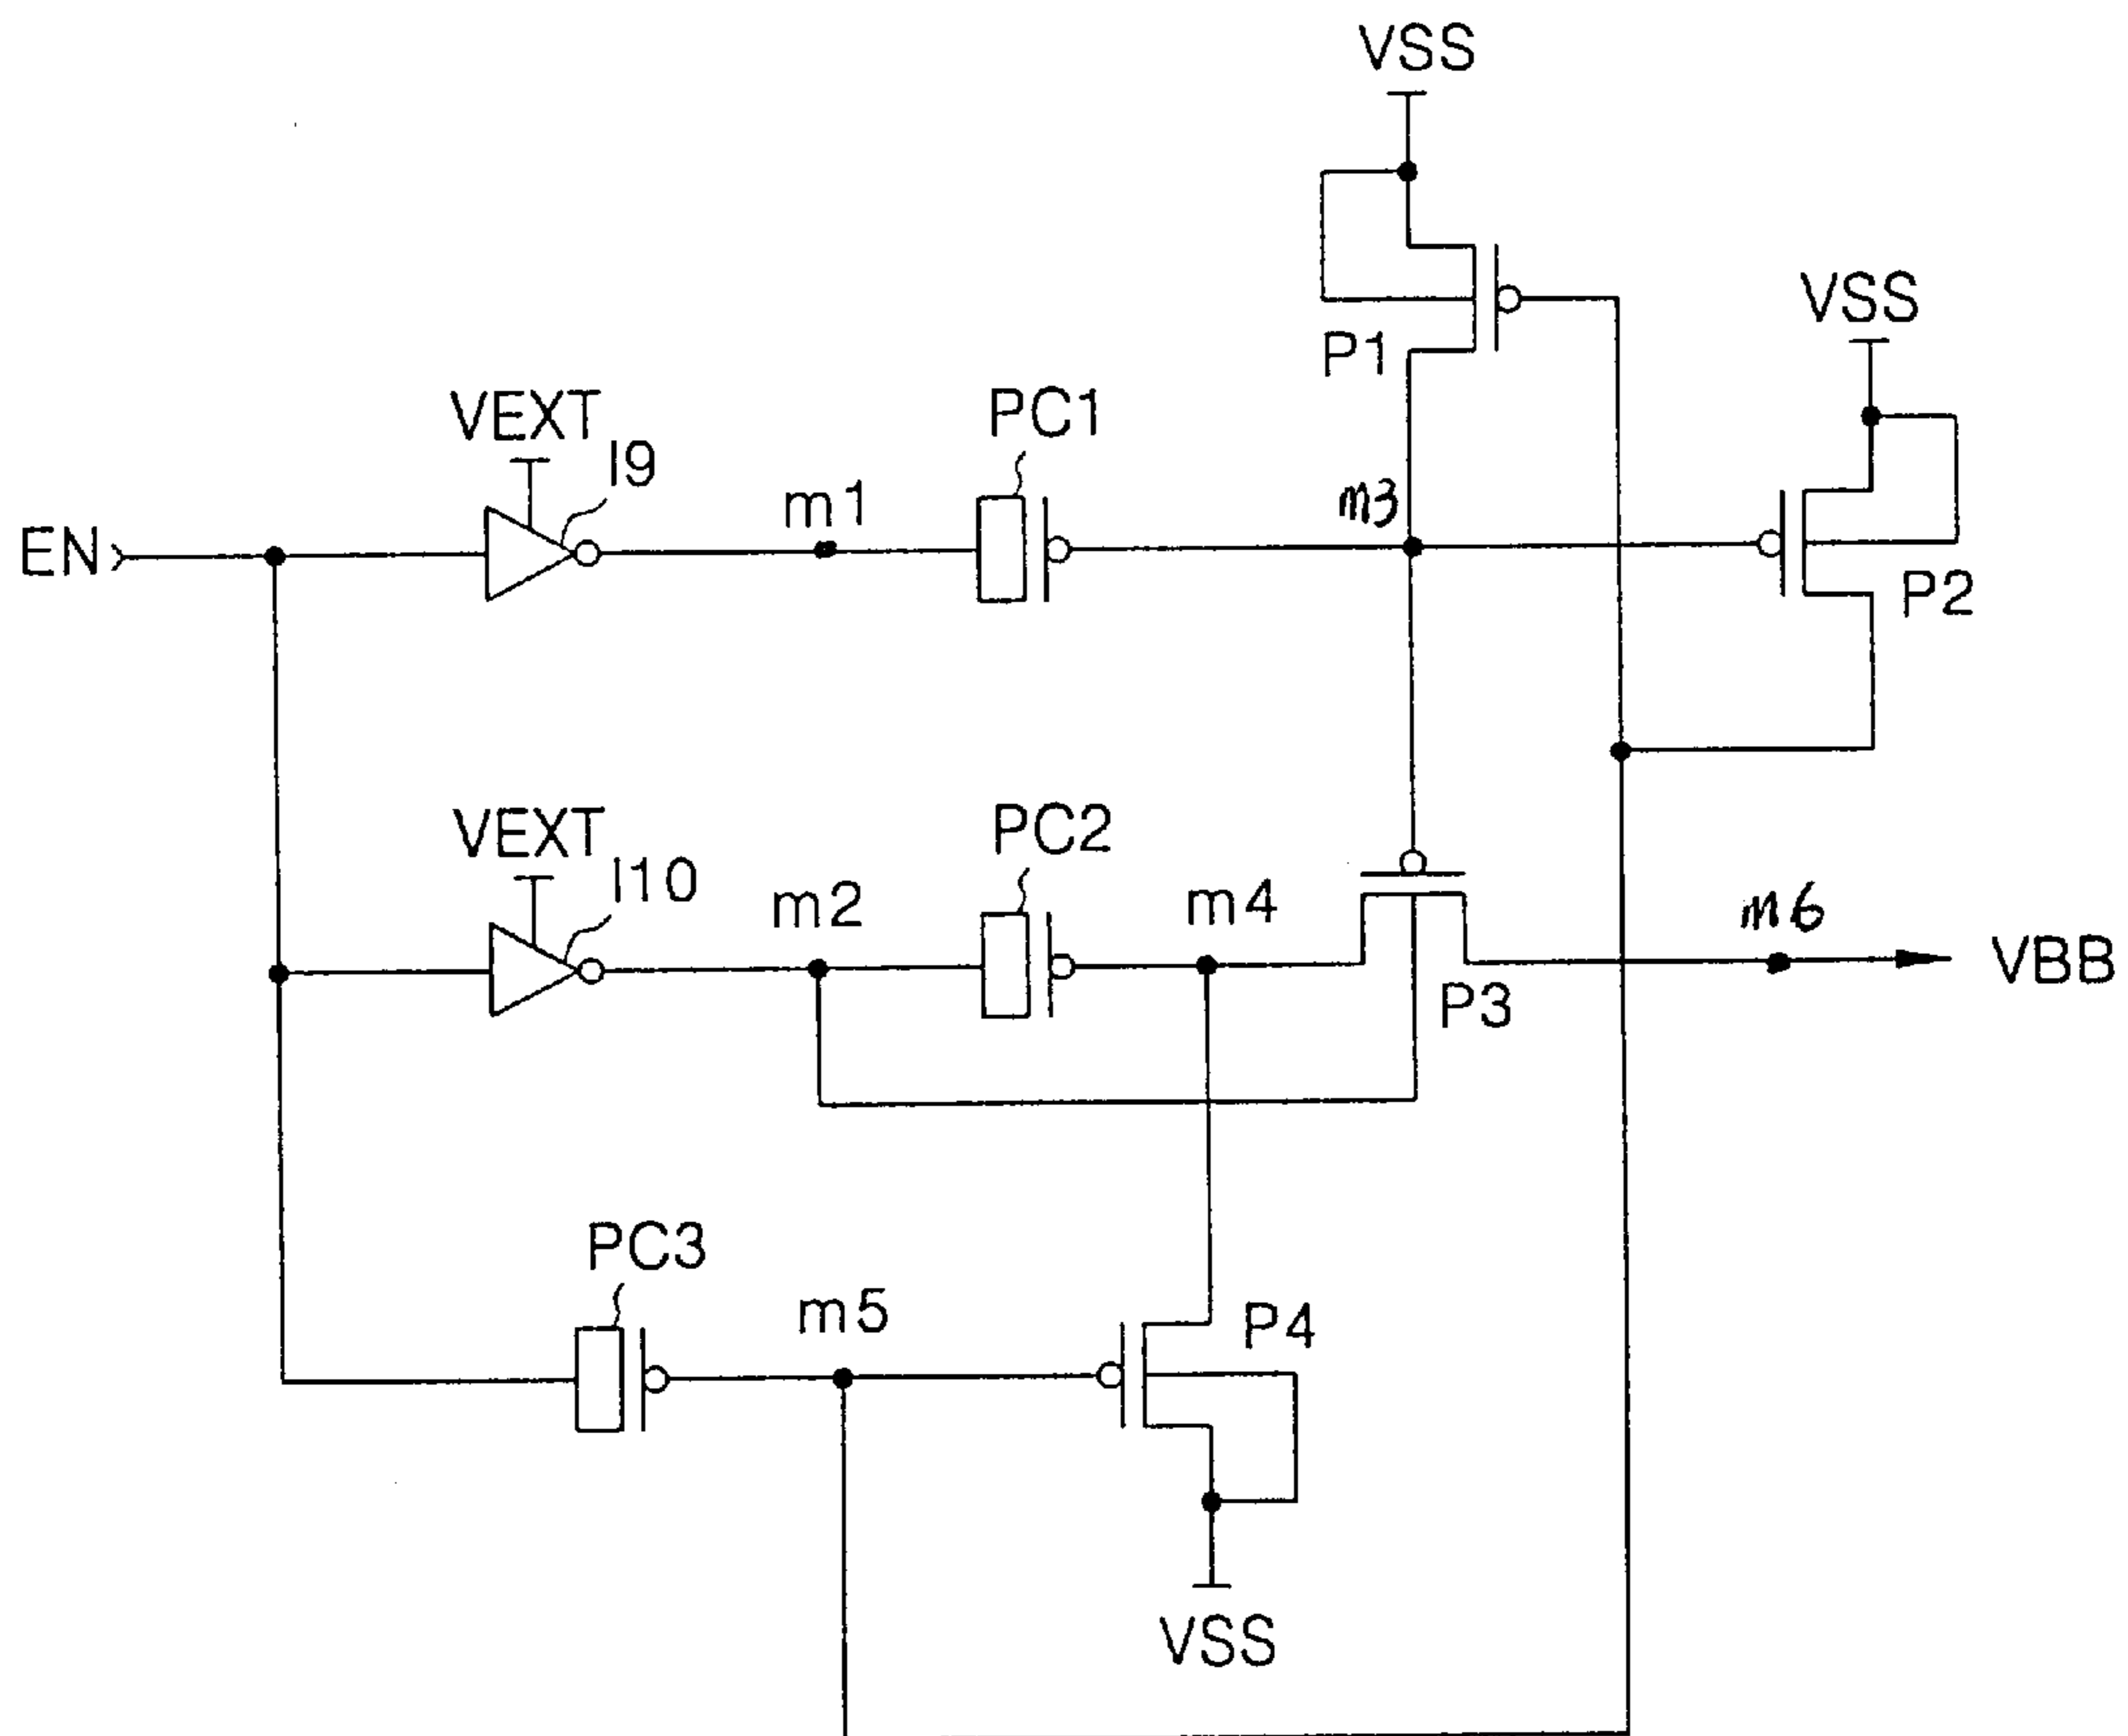 VSS
VSS
P1
VEXT
I9
PC1
m1
m3
EN
P2
VEXT
I10
PC2
m2
m4
m6
VBB
P3
PC3
m5
P4
VSS